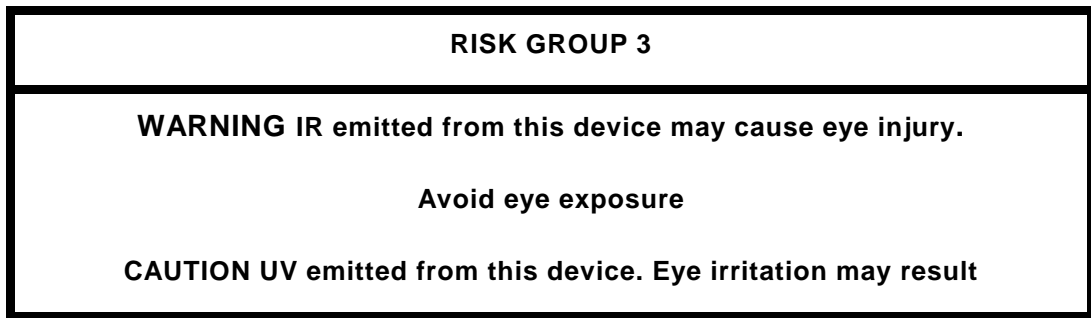 RISK GROUP 3
WARNING IR emitted from this device may cause eye injury.
Avoid eye exposure
CAUTION UV emitted from this device. Eye irritation may result